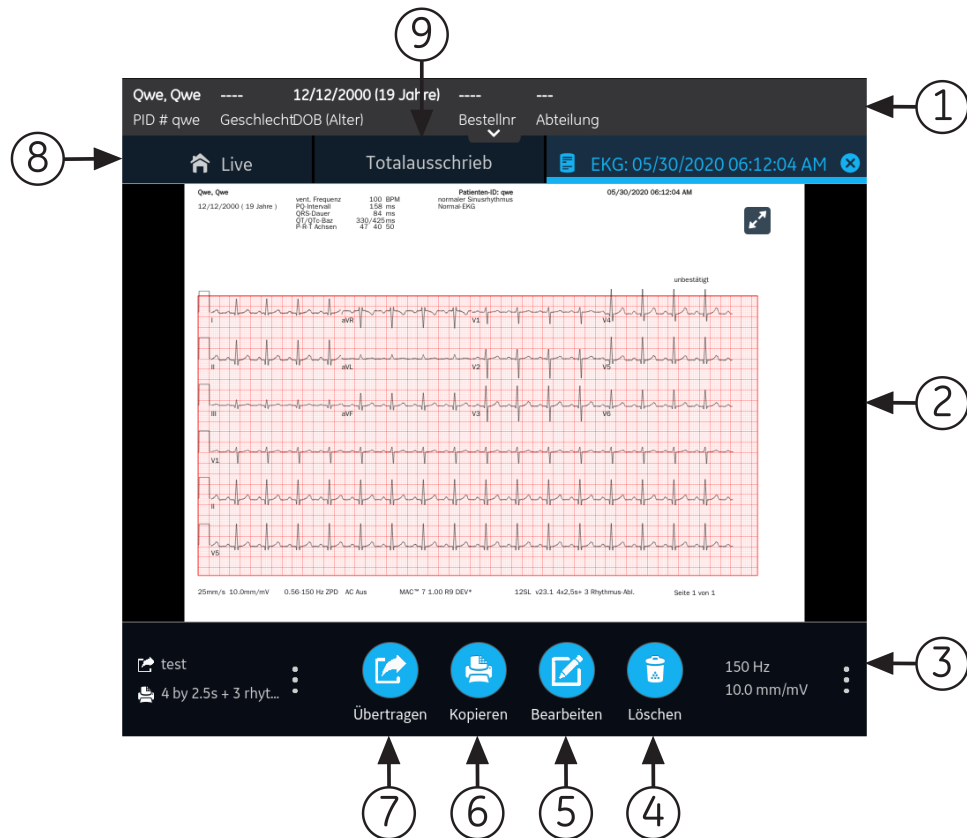 9
Qwe, Qwe ---- 12/12/2000 (19 Jahre) ---- ---
PID # qwe GeschlechtDOB (Alter) Bestellnr Abteilung
1
8
Live Totalausschrieb EKG: 05/30/2020 06:12:04 AM
Qwe, Qwe Patienten-ID: qwe 05/30/2020 06:12:04 AM
12/12/2000 ( 19 Jahre ) vent. Frequenz 100 BPM normaler Sinusrhythmus
PQ-Intervall 158 ms Normal-EKG
QRS-Dauer 84 ms
QT/QTc-Baz 330/425 ms
P-R-T Achsen 47 40 50
unbestätigt
I aVR V1 V4
II aVL V2 V5
2
III aVF V3 V6
V1
II
V5
25mm/s 10.0mm/mV 0.56-150 Hz ZPD AC Aus MAC™ 7 1.00 R9 DEV* 12SL v23.1 4x2,5s+ 3 Rhythmus-Abl. Seite 1 von 1
test 150 Hz
3
4 by 2.5s + 3 rhyt... 10.0 mm/mV
Übertragen Kopieren Bearbeiten Löschen
7 6 5 4